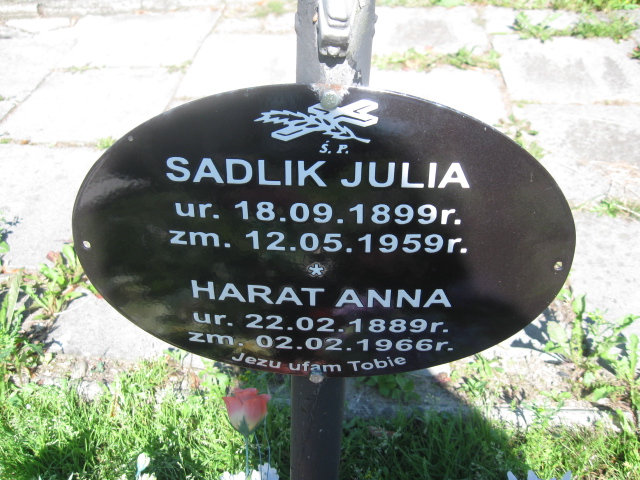 Ś. P.
SADLIK JULIA
ur. 18.09.1899r.
zm. 12.05.1959r.
HARAT ANNA
ur. 22.02.1889r.
zm. 02.02.1966r.
Jezu ufam Tobie